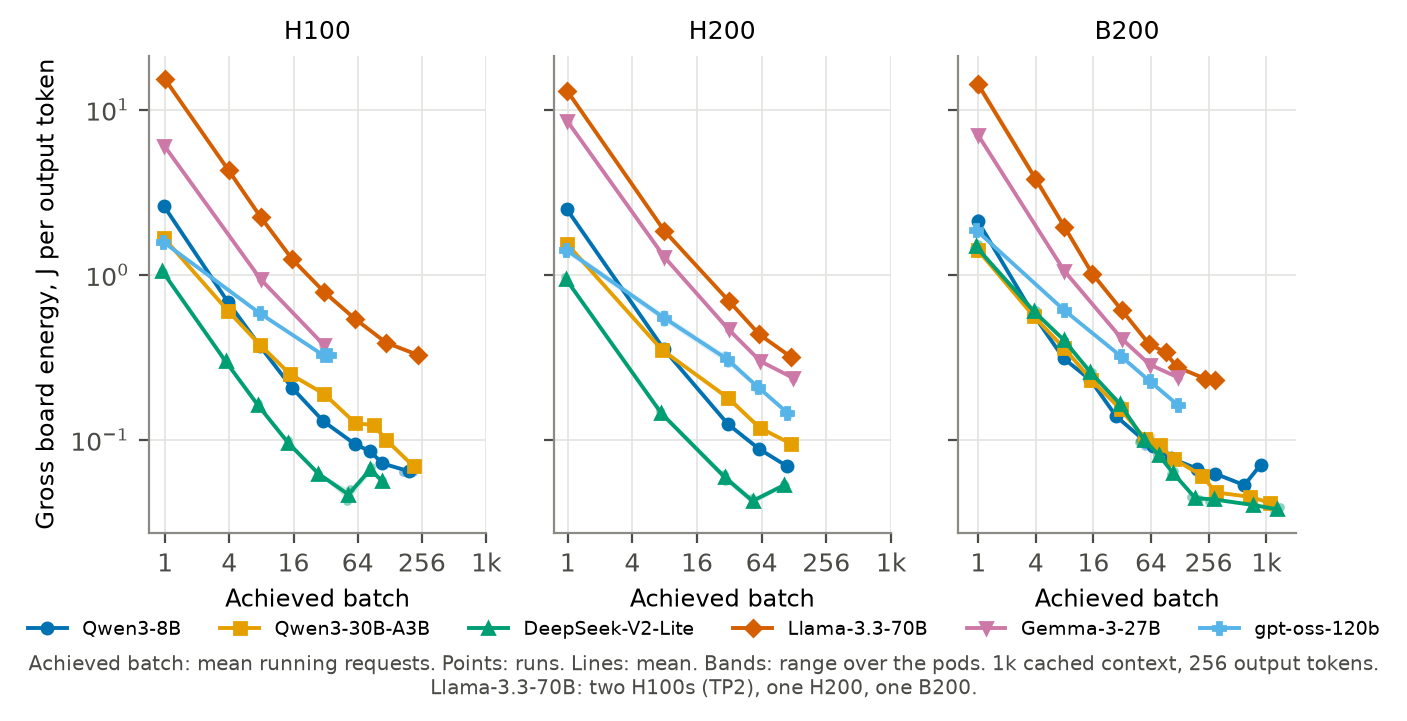 H100
H200
B200
Gross board energy, J per output token
10¹
10⁰
10⁻¹
1 4 16 64 256 1k
1 4 16 64 256 1k
1 4 16 64 256 1k
Achieved batch
Achieved batch
Achieved batch
Qwen3-8B Qwen3-30B-A3B DeepSeek-V2-Lite Llama-3.3-70B Gemma-3-27B gpt-oss-120b
Achieved batch: mean running requests. Points: runs. Lines: mean. Bands: range over the pods. 1k cached context, 256 output tokens.
Llama-3.3-70B: two H100s (TP2), one H200, one B200.